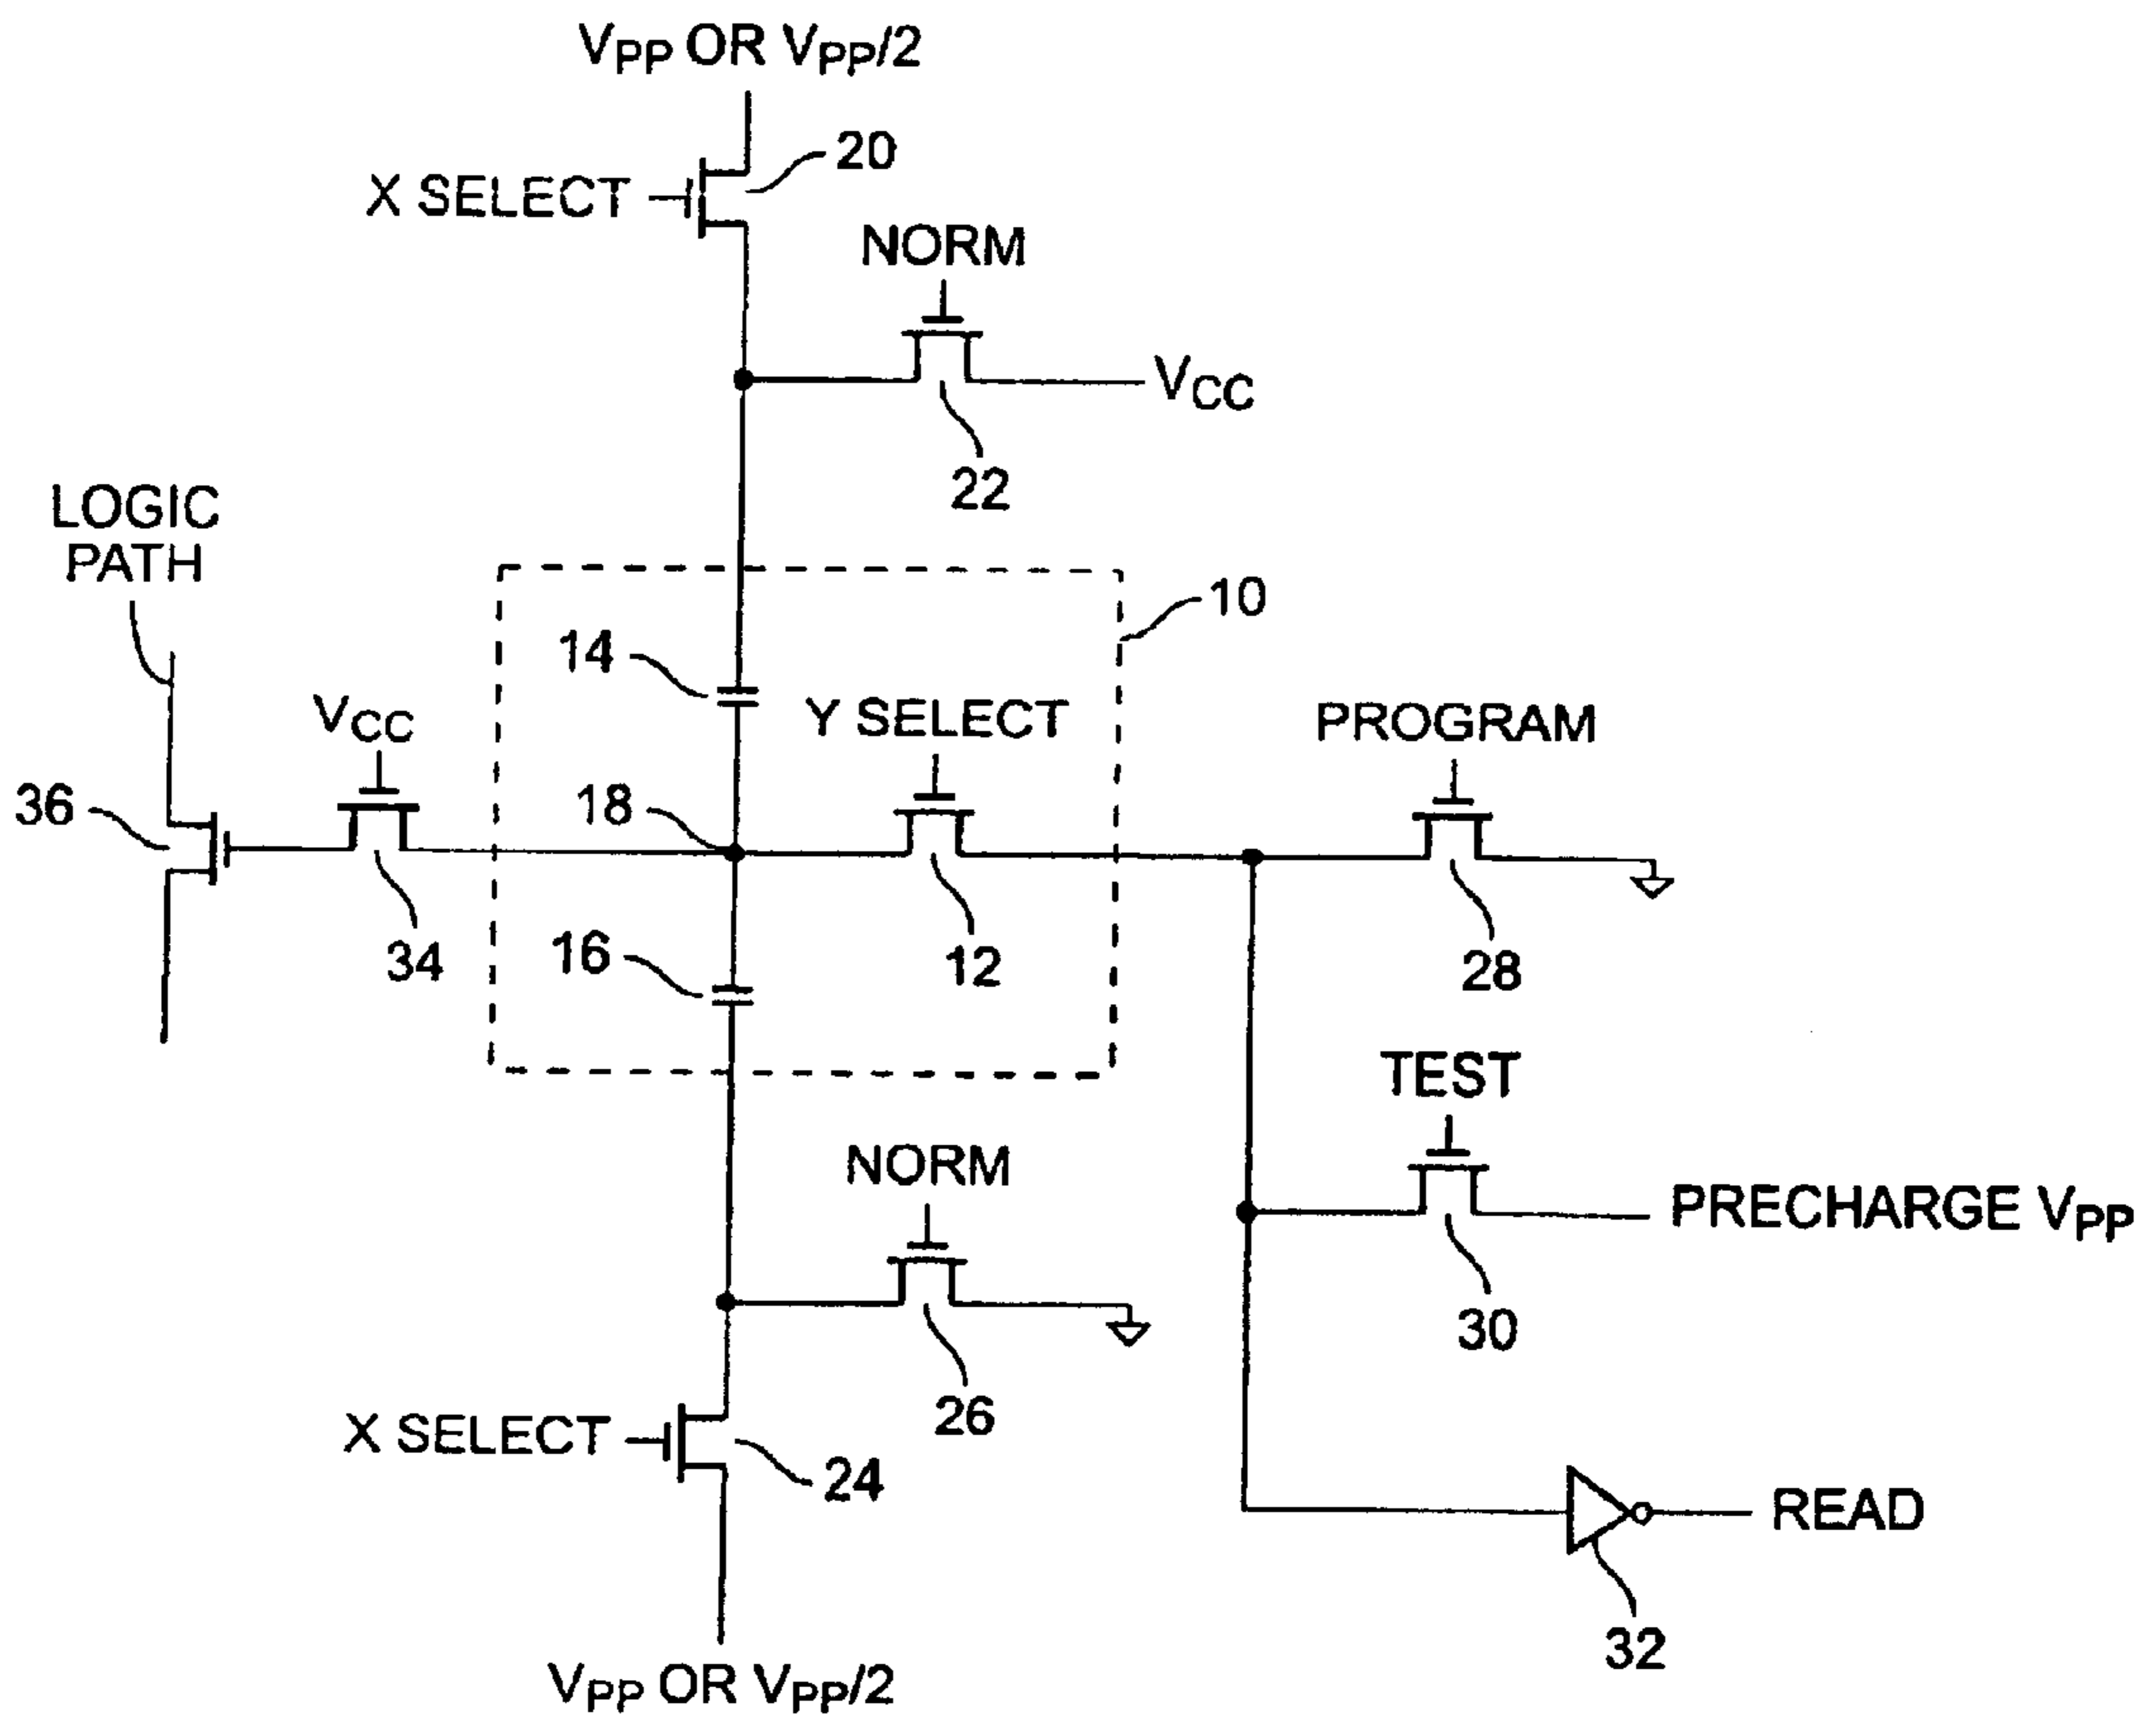 VPP OR VPP/2
20
X SELECT
NORM
VCC
22
LOGIC
PATH
10
14
VCC
Y SELECT
PROGRAM
36
18
34
16
12
28
TEST
NORM
PRECHARGE VPP
30
26
X SELECT
24
READ
32
VPP OR VPP/2